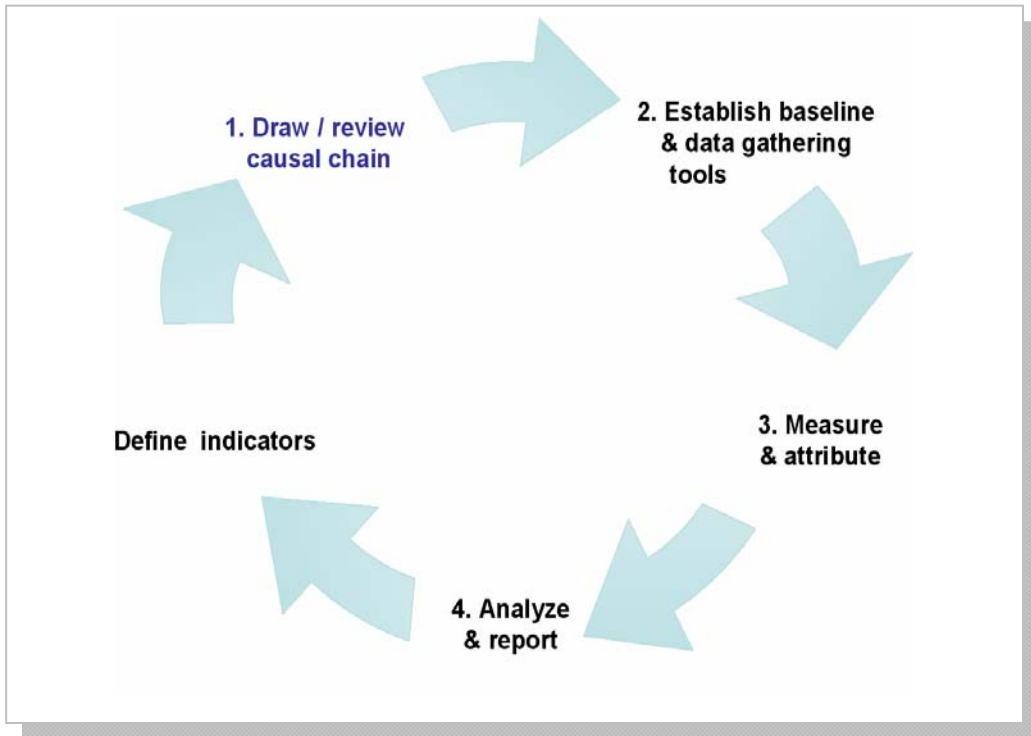 1. Draw / review
causal chain
2. Establish baseline
& data gathering
tools
3. Measure
& attribute
4. Analyze
& report
Define indicators